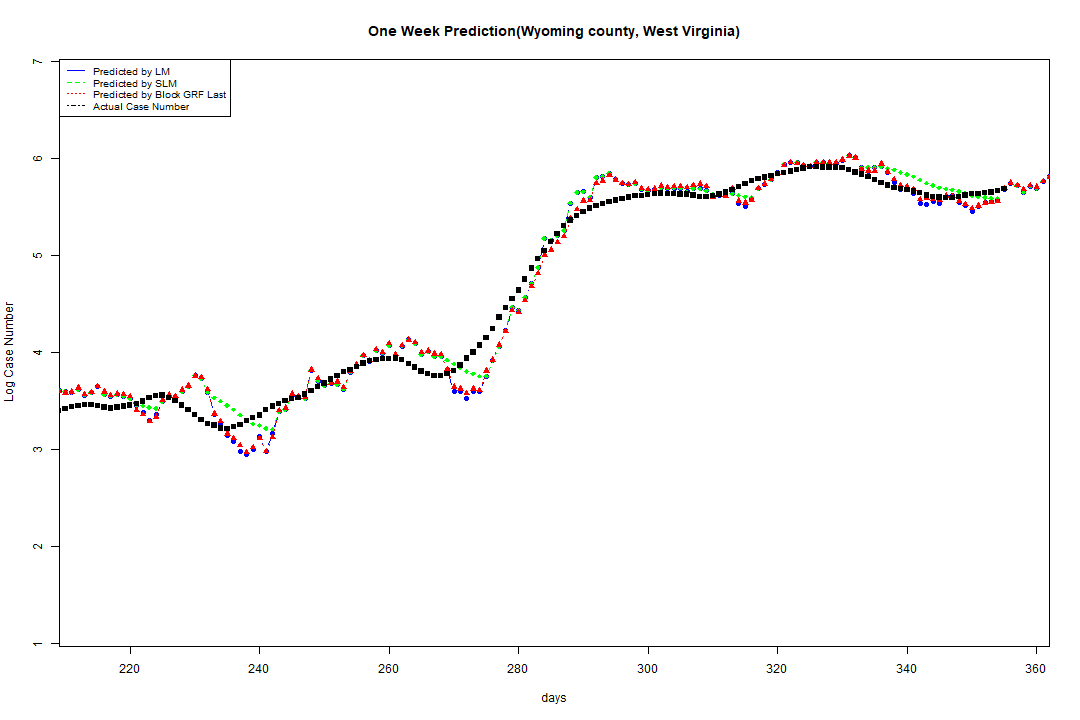 One Week Prediction(Wyoming county, West Virginia)
Predicted by LM
Predicted by SLM
Predicted by Block GRF Last
Actual Case Number
7
6
5
4
3
2
1
Log Case Number
220 240 260 280 300 320 340 360
days